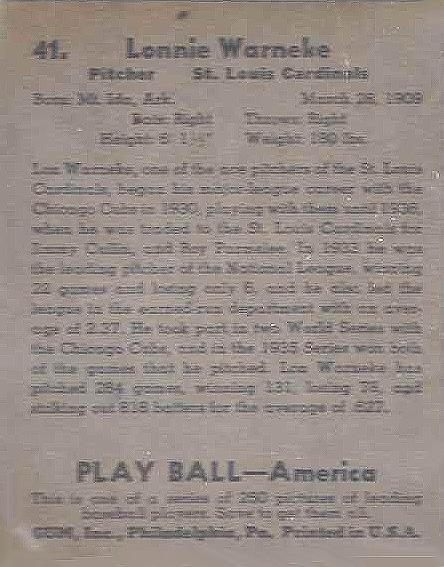 41. Lonnie Warneke
Pitcher St. Louis Cardinals
Born: Mt. Ida, Ark. March 28, 1909
Bats: Right Throws: Right
Height: 6' Weight: 190 lbs.
Lon Warneke, one of the ace pitchers of the St. Louis
Cardinals, began his major-league career with the
Chicago Cubs in 1930, playing with them until 1936,
when he was traded to the St. Louis Cardinals for
Jimmy Collin, and Roy Parmelee. In 1932 he was
the leading pitcher of the National League, winning
22 games and losing only 6, and he also led the
league in the earned-run department with an aver-
age of 2.37. He took part in two World Series with
the Chicago Cubs, and in the 1935 Series won both
of the games that he pitched. Lon Warneke has
pitched games, winning 131, losing and
striking out batters for the average of
PLAY BALL—America
This is one of a series of 250 pictures of leading
baseball players. Save to get them all.
GUM, Inc., Philadelphia, Pa. Printed in U.S.A.